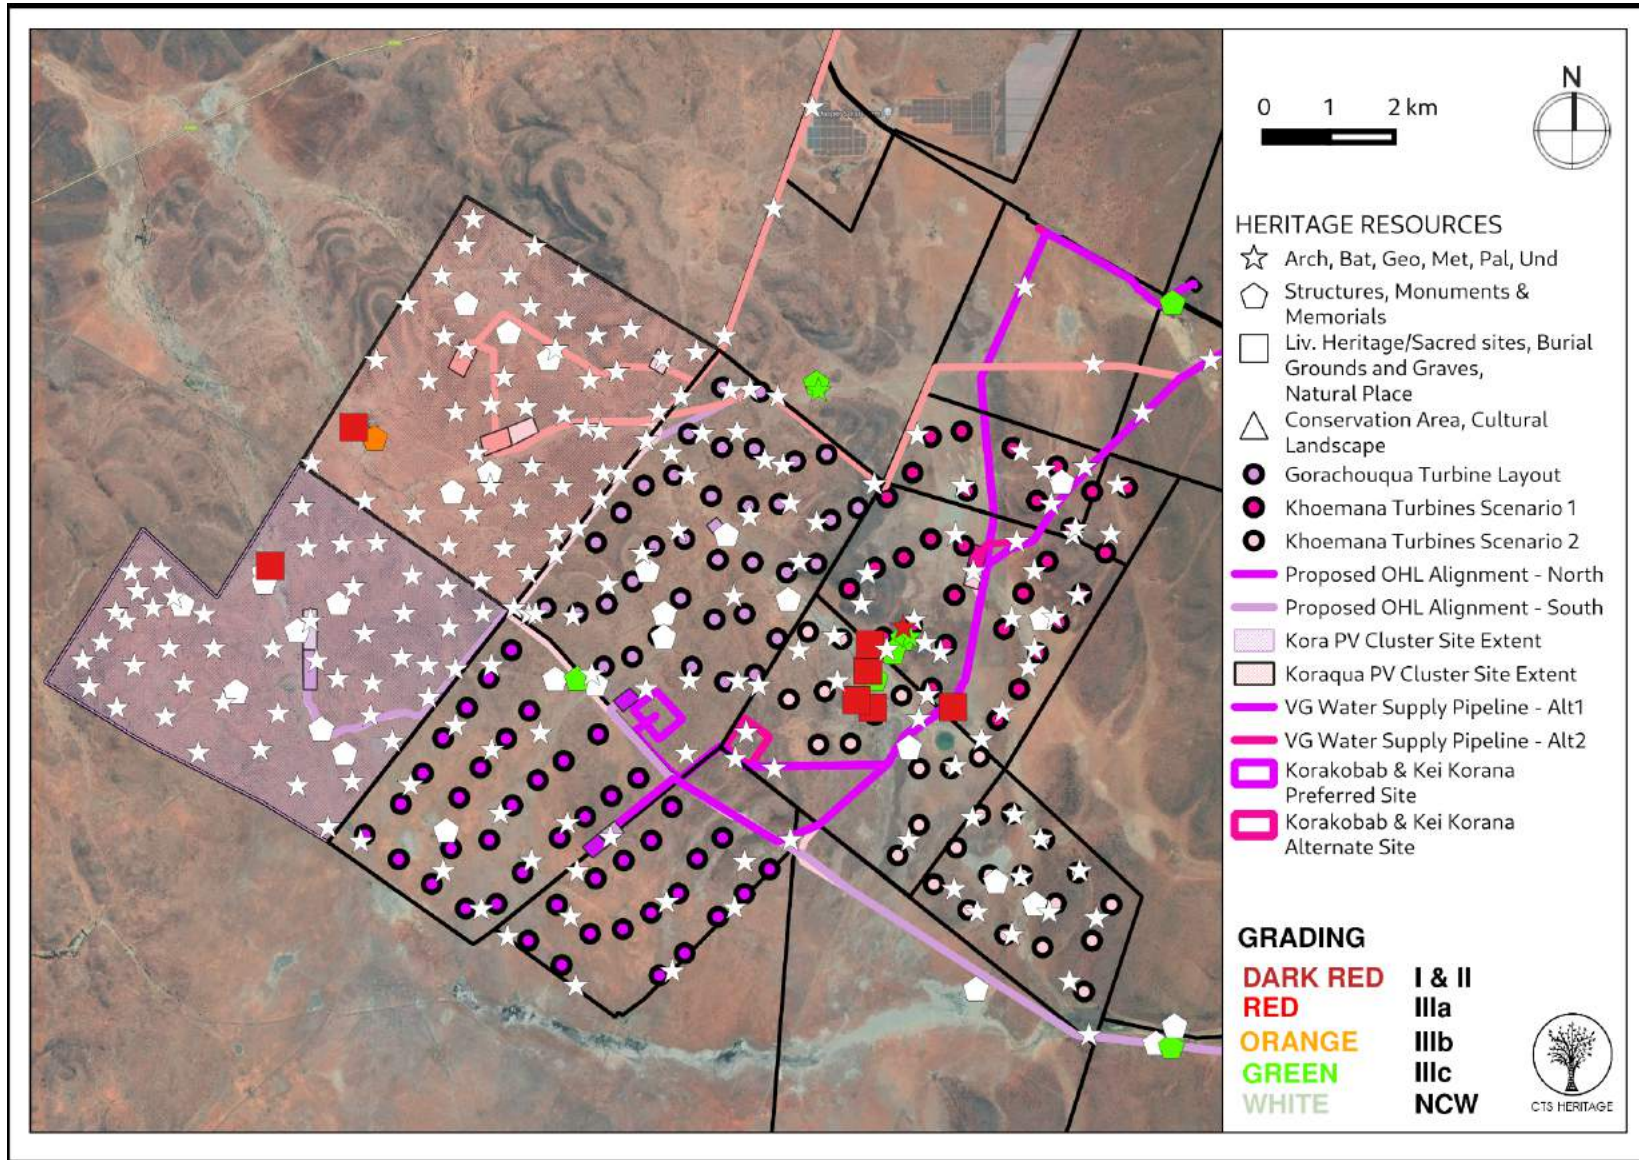 N
0 1 2 km
HERITAGE RESOURCES
Arch, Bat, Geo, Met, Pal, Und
Structures, Monuments &
Memorials
Liv. Heritage/Sacred sites, Burial
Grounds and Graves,
Natural Place
Conservation Area, Cultural
Landscape
Gorachouqua Turbine Layout
Khoemana Turbines Scenario 1
Khoemana Turbines Scenario 2
Proposed OHL Alignment - North
Proposed OHL Alignment - South
Kora PV Cluster Site Extent
Koraqua PV Cluster Site Extent
VG Water Supply Pipeline - Alt1
VG Water Supply Pipeline - Alt2
Korakobab & Kei Korana
Preferred Site
Korakobab & Kei Korana
Alternate Site
GRADING
DARK RED I & II
RED IIIa
ORANGE IIIb
GREEN IIIc
WHITE NCW
CTS HERITAGE